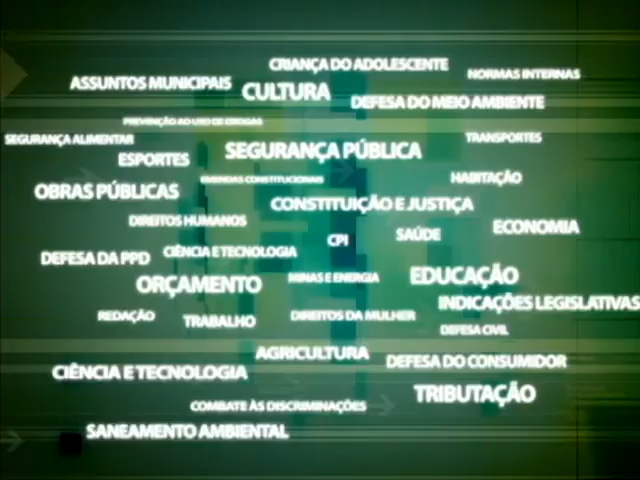 CRIANÇA DO ADOLESCENTE
NORMAS INTERNAS
ASSUNTOS MUNICIPAIS
CULTURA
DEFESA DO MEIO AMBIENTE
PREVENÇÃO AO USO DE DROGAS
SEGURANÇA ALIMENTAR
TRANSPORTES
SEGURANÇA PÚBLICA
ESPORTES
EMENDAS CONSTITUCIONAIS
HABITAÇÃO
OBRAS PÚBLICAS
CONSTITUIÇÃO E JUSTIÇA
DIREITOS HUMANOS
ECONOMIA
SAÚDE
CPI
CIÊNCIA E TECNOLOGIA
DEFESA DA PPD
EDUCAÇÃO
MINAS E ENERGIA
ORÇAMENTO
INDICAÇÕES LEGISLATIVAS
REDAÇÃO
TRABALHO
DIREITOS DA MULHER
DEFESA CIVIL
AGRICULTURA
DEFESA DO CONSUMIDOR
CIÊNCIA E TECNOLOGIA
TRIBUTAÇÃO
COMBATE ÀS DISCRIMINAÇÕES
SANEAMENTO AMBIENTAL